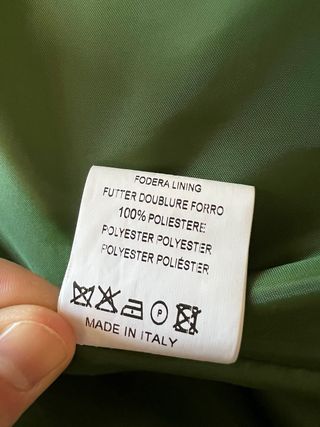 FODERA LINING
FUTTER DOUBLURE FORRO
100% POLIESTERE
POLYESTER POLYESTER
POLYESTER POLIÉSTER
P
MADE IN ITALY